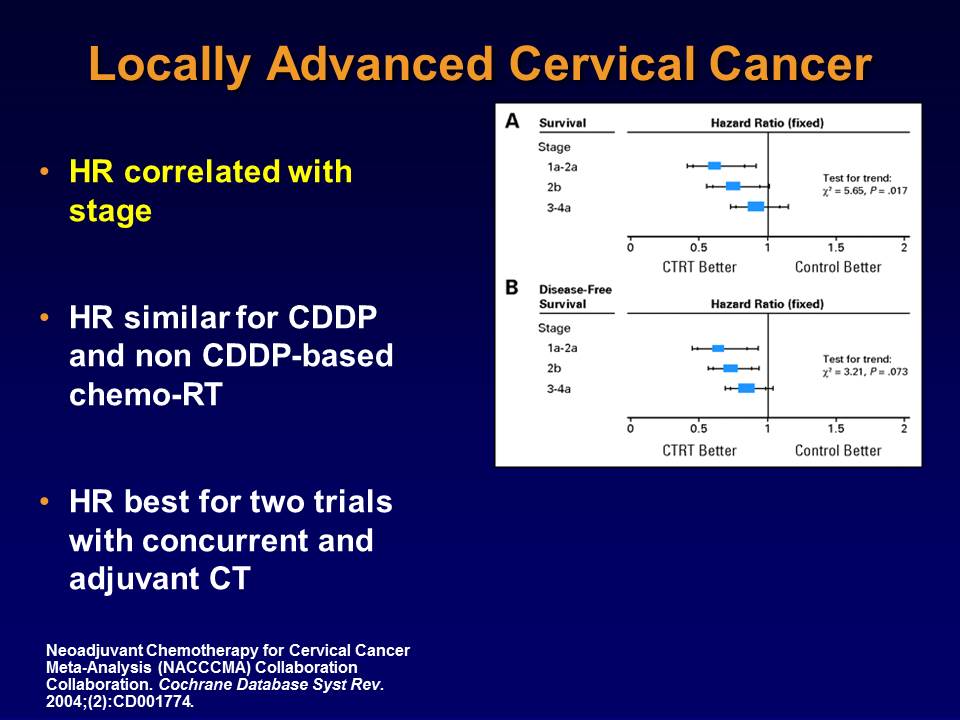 Locally Advanced Cervical Cancer
• HR correlated with
stage
• HR similar for CDDP
and non CDDP-based
chemo-RT
• HR best for two trials
with concurrent and
adjuvant CT
Neoadjuvant Chemotherapy for Cervical Cancer
Meta-Analysis (NACCCMA) Collaboration
Collaboration. Cochrane Database Syst Rev.
2004;(2):CD001774.
A Survival Hazard Ratio (fixed)
Stage
1a-2a
2b
3-4a
Test for trend:
χ² = 5.65, P = .017
0 0.5 1 1.5 2
CTRT Better Control Better
B Disease-Free
Survival Hazard Ratio (fixed)
Stage
1a-2a
2b
3-4a
Test for trend:
χ² = 3.21, P = .073
0 0.5 1 1.5 2
CTRT Better Control Better